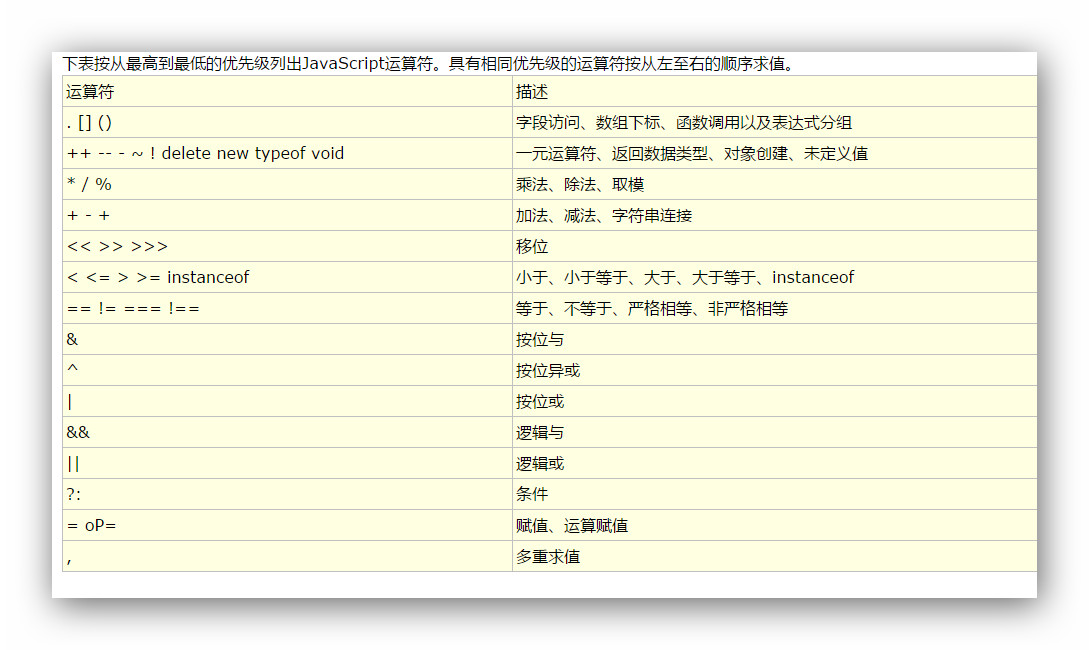 下表按从最高到最低的优先级列出JavaScript运算符。具有相同优先级的运算符按从左至右的顺序求值。
运算符 描述
. [] () 字段访问、数组下标、函数调用以及表达式分组
++ -- - ~ ! delete new typeof void 一元运算符、返回数据类型、对象创建、未定义值
* / % 乘法、除法、取模
+ - + 加法、减法、字符串连接
<< >> >>> 移位
< <= > >= instanceof 小于、小于等于、大于、大于等于、instanceof
== != === !== 等于、不等于、严格相等、非严格相等
& 按位与
^ 按位异或
| 按位或
&& 逻辑与
|| 逻辑或
?: 条件
= oP= 赋值、运算赋值
, 多重求值